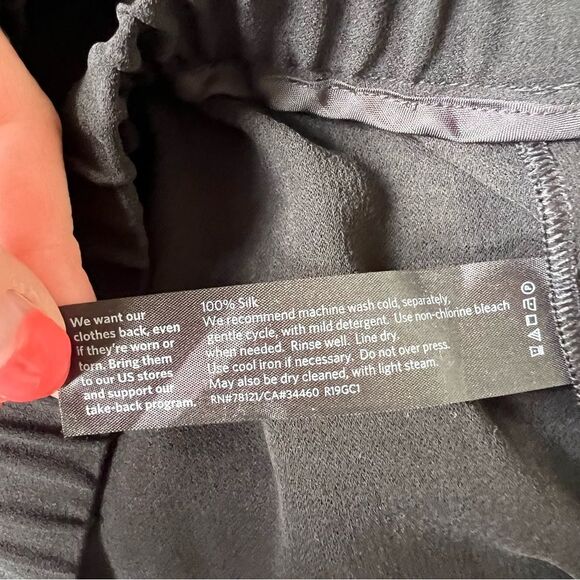 We want our
clothes back, even
if they're worn or
torn. Bring them
to our US stores
and support our
take-back program.
100% Silk
We recommend machine wash cold, separately,
gentle cycle, with mild detergent. Use non-chlorine bleach
when needed. Rinse well. Line dry.
Use cool iron if necessary. Do not over press.
May also be dry cleaned, with light steam.
RN#78121/CA#34460 R19GC1